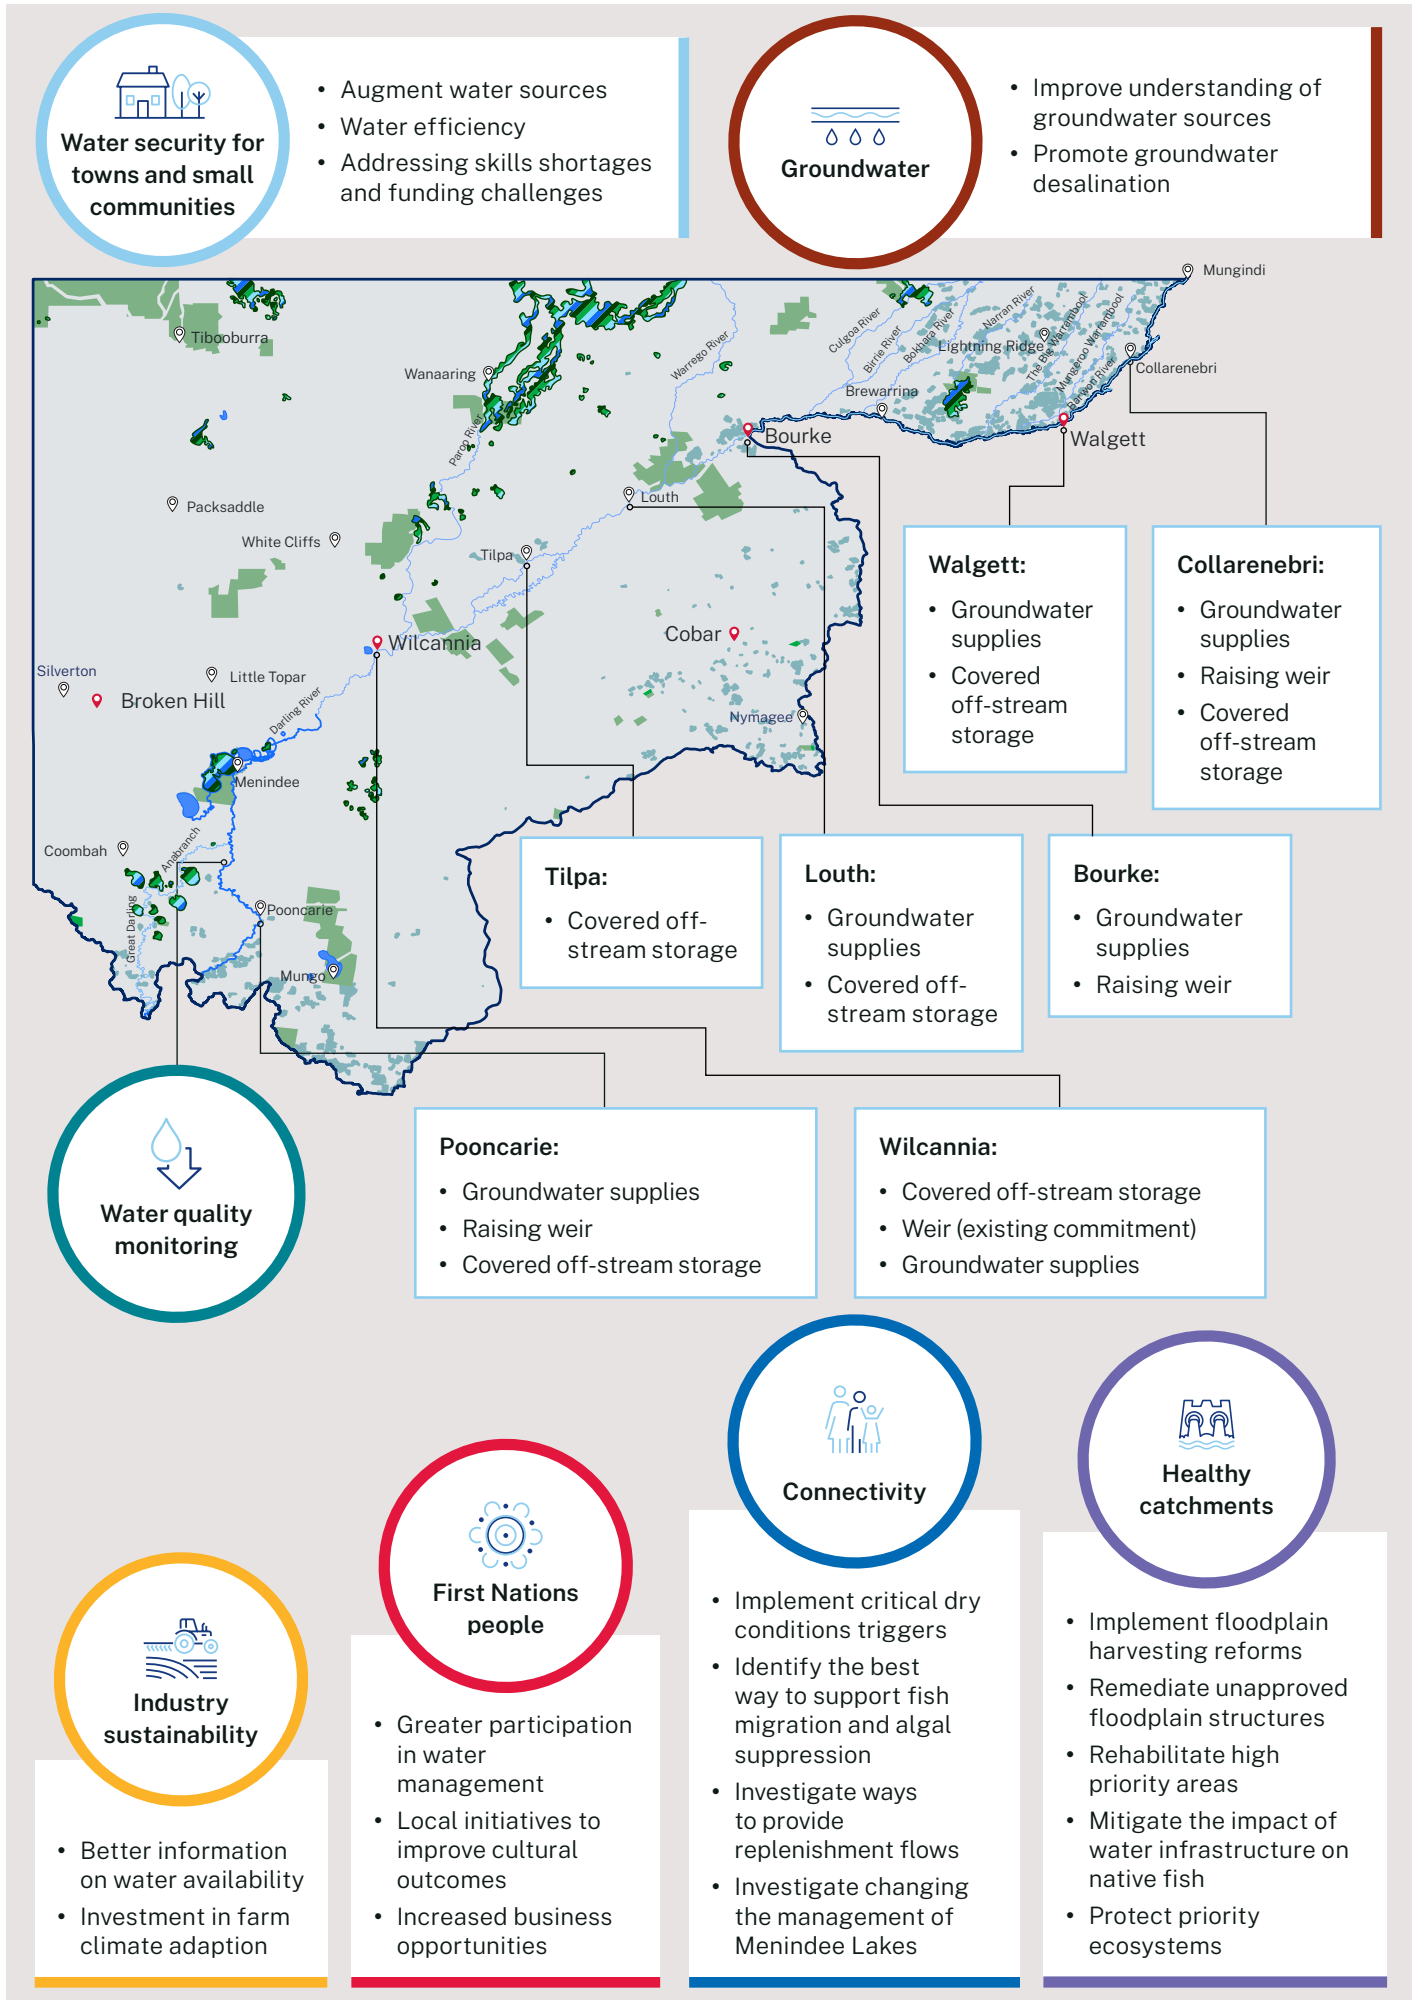 Water security for
towns and small
communities
• Augment water sources
• Water efficiency
• Addressing skills shortages
and funding challenges
Groundwater
• Improve understanding of
groundwater sources
• Promote groundwater
desalination
Mungindi
Tibooburra
Wanaaring
Paroo River
Warrego River
Culgoa River
Birrie River
Bokhara River
Narran River
Lightning Ridge
The Big Warrambool
Mungeroo Warrambool
Barwon River
Collarenebri
Brewarrina
Bourke
Walgett
Packsaddle
White Cliffs
Louth
Tilpa
Wilcannia
Cobar
Silverton
Little Topar
Broken Hill
Darling River
Nymagee
Menindee
Coombah
Anabranch
Great Darling
Pooncarie
Mungo
Walgett:
• Groundwater
supplies
• Covered
off-stream
storage
Collarenebri:
• Groundwater
supplies
• Raising weir
• Covered
off-stream
storage
Tilpa:
• Covered off-
stream storage
Louth:
• Groundwater
supplies
• Covered off-
stream storage
Bourke:
• Groundwater
supplies
• Raising weir
Water quality
monitoring
Pooncarie:
• Groundwater supplies
• Raising weir
• Covered off-stream storage
Wilcannia:
• Covered off-stream storage
• Weir (existing commitment)
• Groundwater supplies
Industry
sustainability
• Better information
on water availability
• Investment in farm
climate adaption
First Nations
people
• Greater participation
in water
management
• Local initiatives to
improve cultural
outcomes
• Increased business
opportunities
Connectivity
• Implement critical dry
conditions triggers
• Identify the best
way to support fish
migration and algal
suppression
• Investigate ways
to provide
replenishment flows
• Investigate changing
the management of
Menindee Lakes
Healthy
catchments
• Implement floodplain
harvesting reforms
• Remediate unapproved
floodplain structures
• Rehabilitate high
priority areas
• Mitigate the impact of
water infrastructure on
native fish
• Protect priority
ecosystems